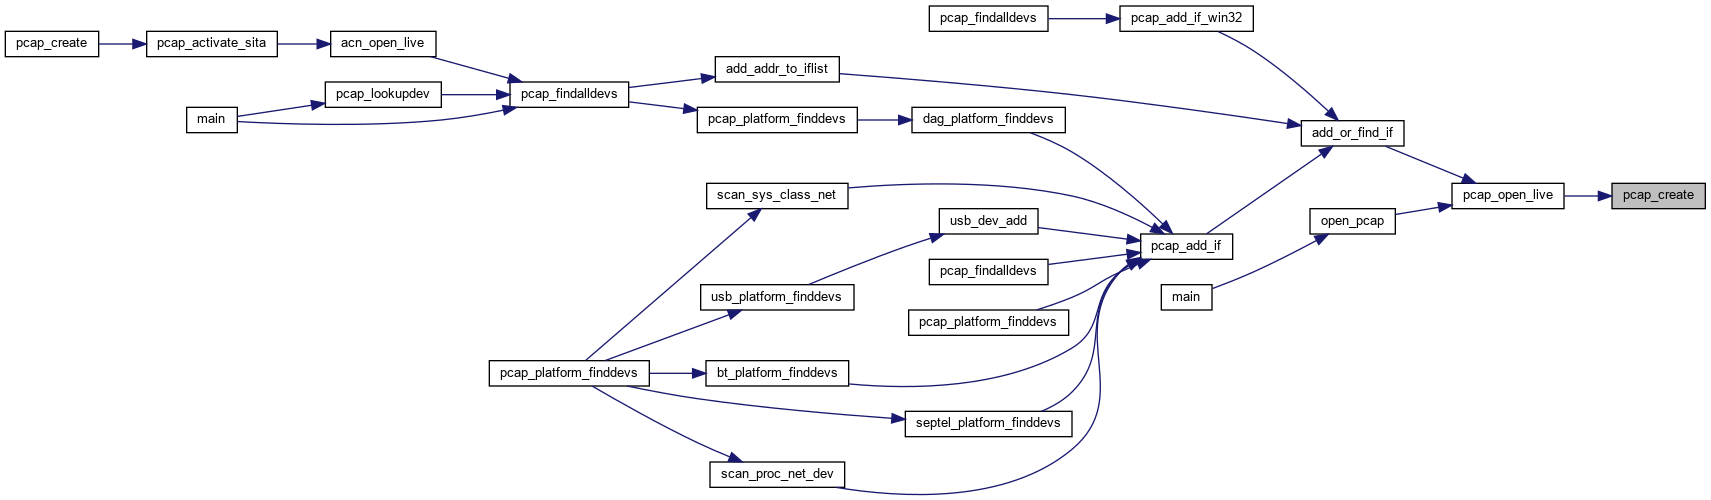 pcap_findalldevs
pcap_add_if_win32
pcap_create
pcap_activate_sita
acn_open_live
add_addr_to_iflist
pcap_lookupdev
pcap_findalldevs
main
pcap_platform_finddevs
dag_platform_finddevs
add_or_find_if
scan_sys_class_net
pcap_open_live
pcap_create
usb_dev_add
open_pcap
pcap_add_if
pcap_findalldevs
usb_platform_finddevs
main
pcap_platform_finddevs
pcap_platform_finddevs
bt_platform_finddevs
septel_platform_finddevs
scan_proc_net_dev